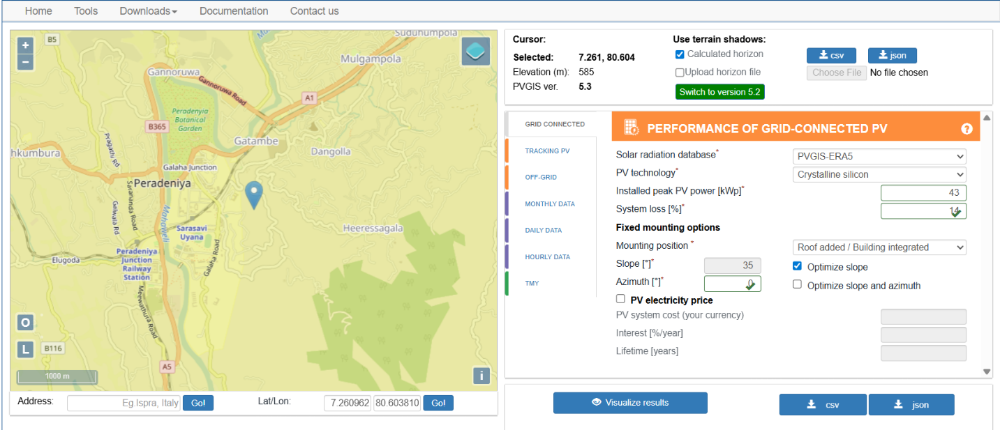 Home Tools Downloads Documentation Contact us
+
−
B5
Suduhumpola
Mulgampola
Gannoruwa
Gannoruwa Road
A1
Peradeniya
Botanical
Garden
B365
Pragathi Rd
Gatambe
Dangolla
hkumbura
Galaha Junction
Peradeniya
Sarananda Road
Galwala Rd
Mahaweli
Sarasavi
Uyana
Heeressagala
Galaha Road
Peradeniya
Junction
Railway
Station
Elugoda
Meewathura Road
O
L
B116
A5
1000 m
i
Address: Eg.Ispra, Italy Go! Lat/Lon: 7.260962 80.603810 Go!
Cursor:
Selected: 7.261, 80.604
Elevation (m): 585
PVGIS ver. 5.3
Use terrain shadows:
Calculated horizon
Upload horizon file
Switch to version 5.2
csv json
Choose File No file chosen
GRID CONNECTED
TRACKING PV
OFF-GRID
MONTHLY DATA
DAILY DATA
HOURLY DATA
TMY
PERFORMANCE OF GRID-CONNECTED PV ?
Solar radiation database* PVGIS-ERA5
PV technology* Crystalline silicon
Installed peak PV power [kWp]* 43
System loss [%]* 14
Fixed mounting options
Mounting position * Roof added / Building integrated
Slope [°]* 35 Optimize slope
Azimuth [°]* 0 Optimize slope and azimuth
PV electricity price
PV system cost (your currency)
Interest [%/year]
Lifetime [years]
Visualize results csv json